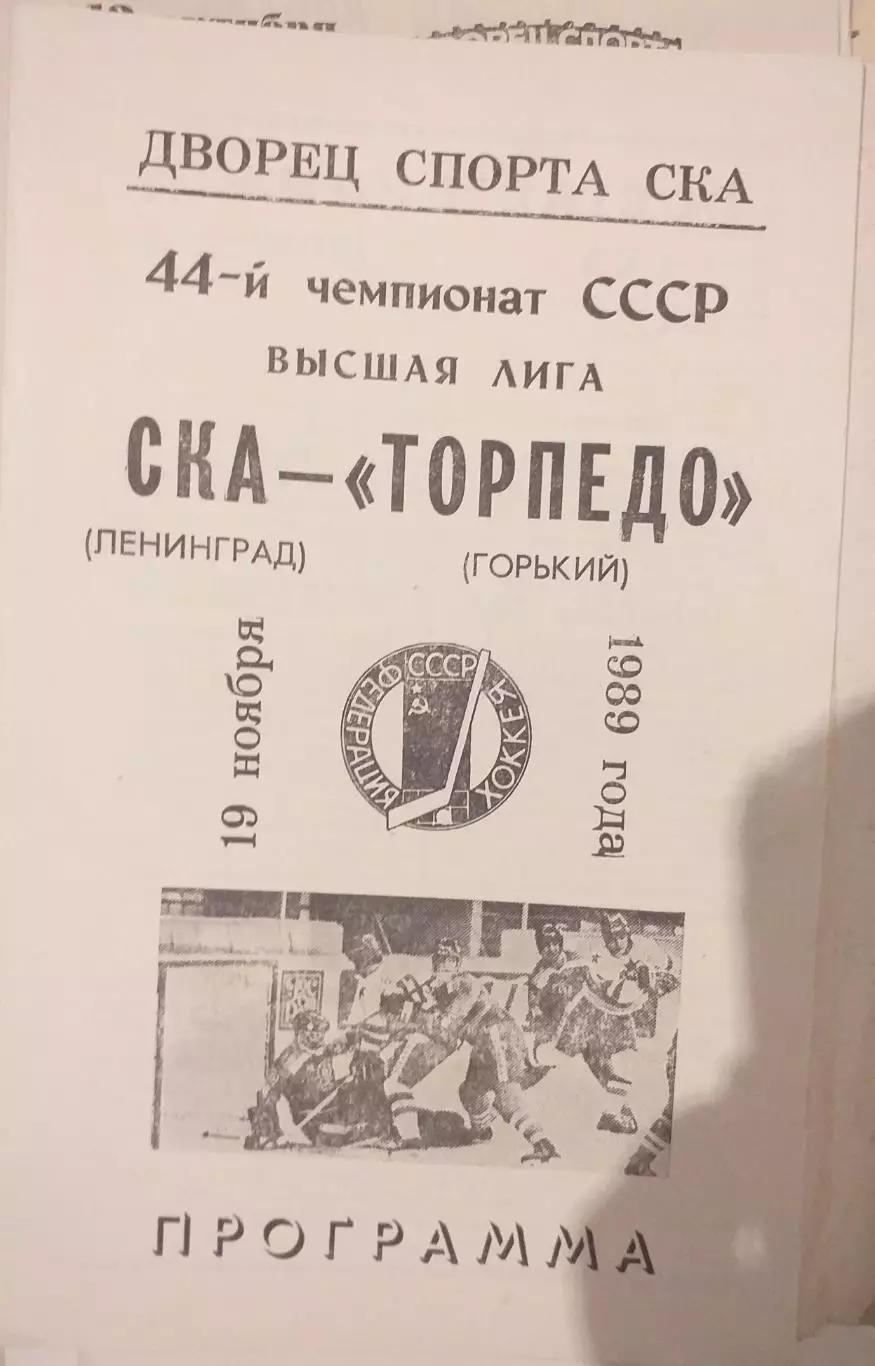 ДВОРЕЦ СПОРТА СКА
44-й чемпионат СССР
ВЫСШАЯ ЛИГА
СКА — «ТОРПЕДО»
(ЛЕНИНГРАД) (ГОРЬКИЙ)
19 ноября
СССР
ФЕДЕРАЦИЯ
ХОККЕЯ
1989 года
ПРОГРАММА